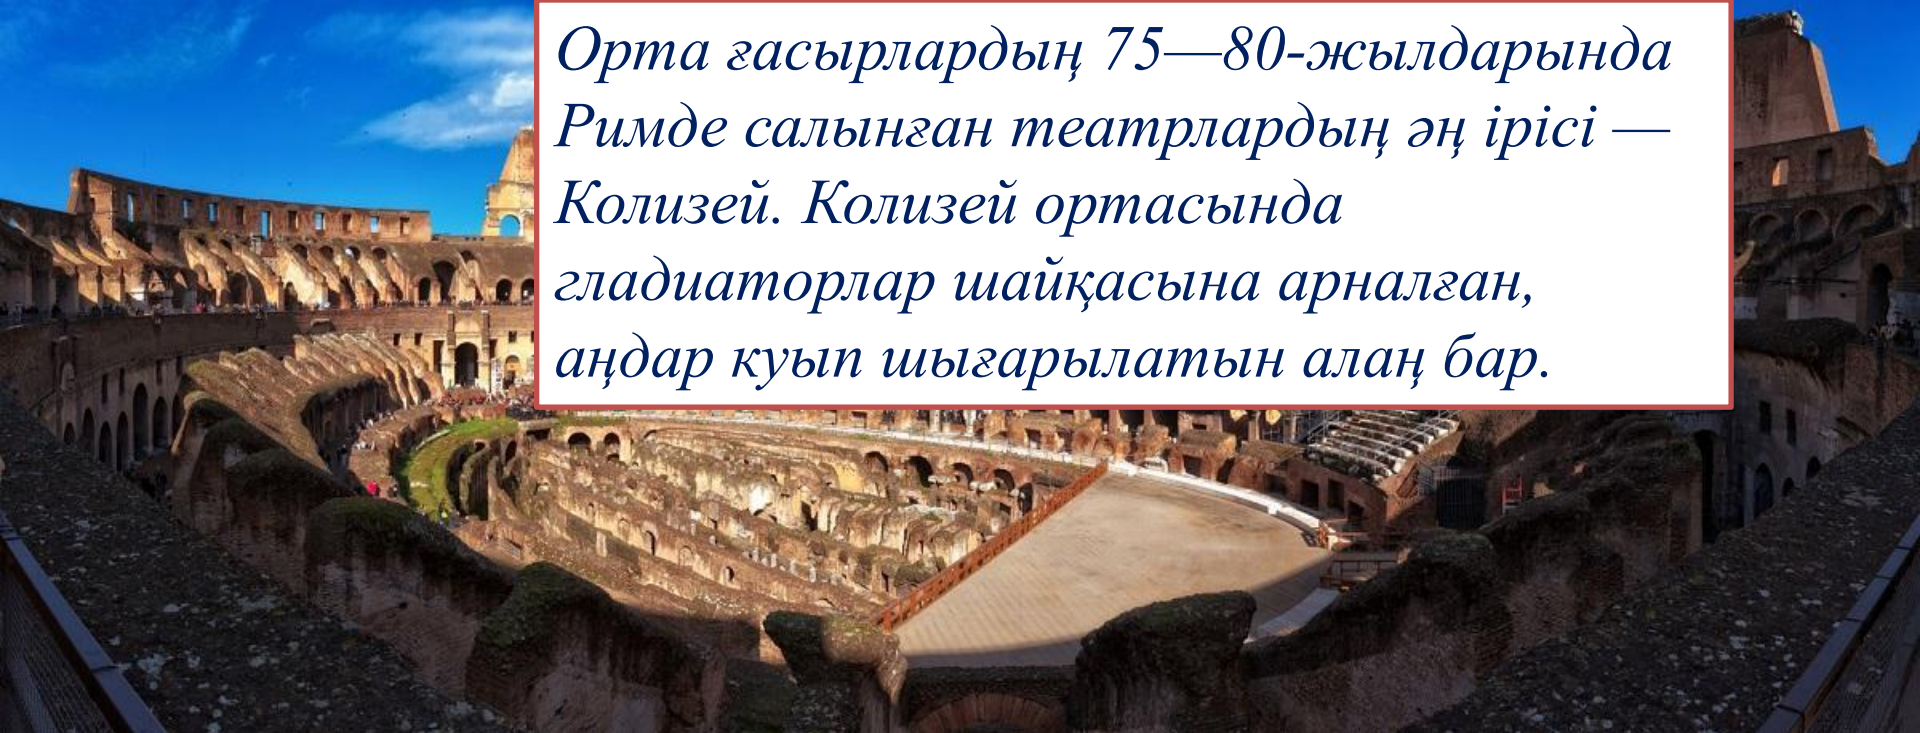 Орта ғасырлардың 75—80-жылдарында
Римде салынған театрлардың әң ірісі —
Колизей. Колизей ортасында
гладиаторлар шайқасына арналған,
аңдар куып шығарылатын алаң бар.